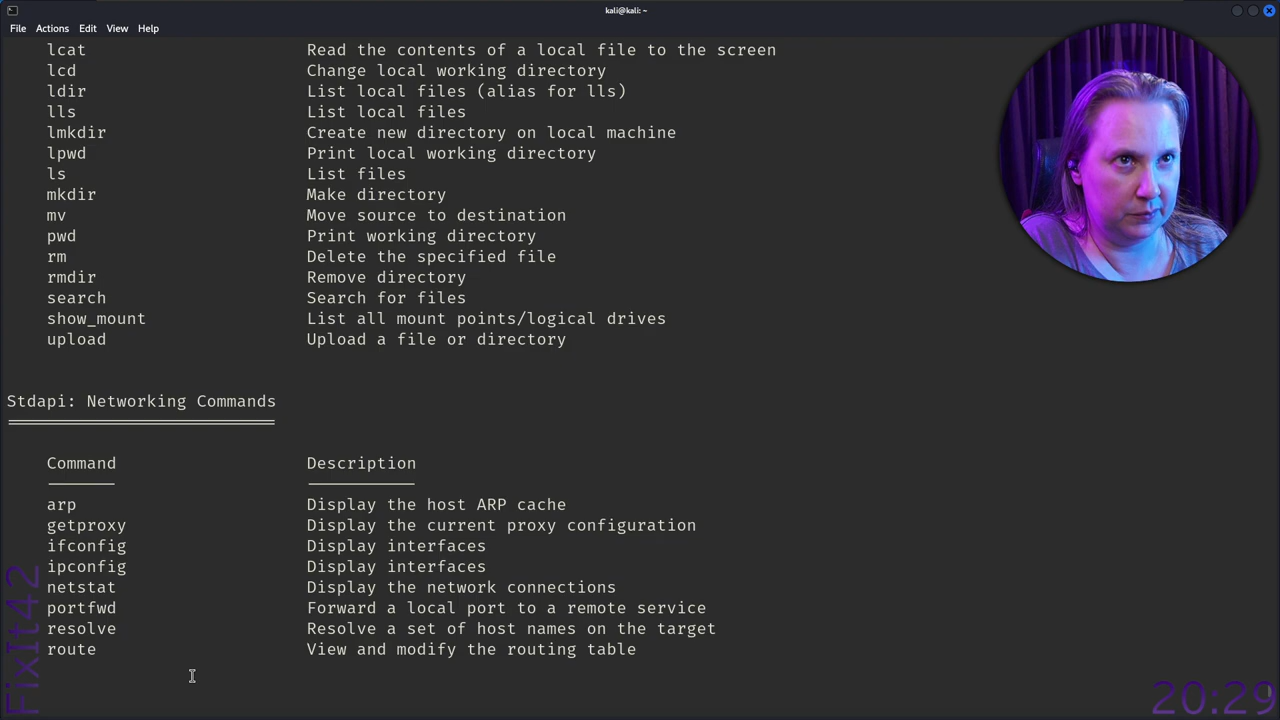 kali@kali: ~
File Actions Edit View Help
lcat Read the contents of a local file to the screen
lcd Change local working directory
ldir List local files (alias for lls)
lls List local files
lmkdir Create new directory on local machine
lpwd Print local working directory
ls List files
mkdir Make directory
mv Move source to destination
pwd Print working directory
rm Delete the specified file
rmdir Remove directory
search Search for files
show_mount List all mount points/logical drives
upload Upload a file or directory
Stdapi: Networking Commands
Command Description
arp Display the host ARP cache
getproxy Display the current proxy configuration
ifconfig Display interfaces
ipconfig Display interfaces
netstat Display the network connections
portfwd Forward a local port to a remote service
resolve Resolve a set of host names on the target
route View and modify the routing table
FixIt42
20:29